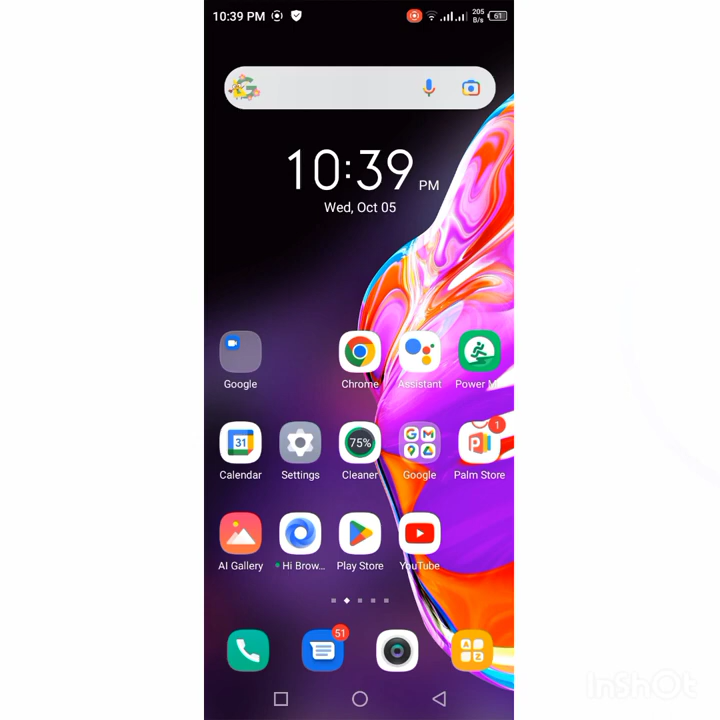 10:39 PM 205 B/s 61
10:39 PM
Wed, Oct 05
Google Chrome Assistant Power M
31 75% 1
Calendar Settings Cleaner Google Palm Store
AI Gallery Hi Brow... Play Store YouTube
51
A Z
InShOt